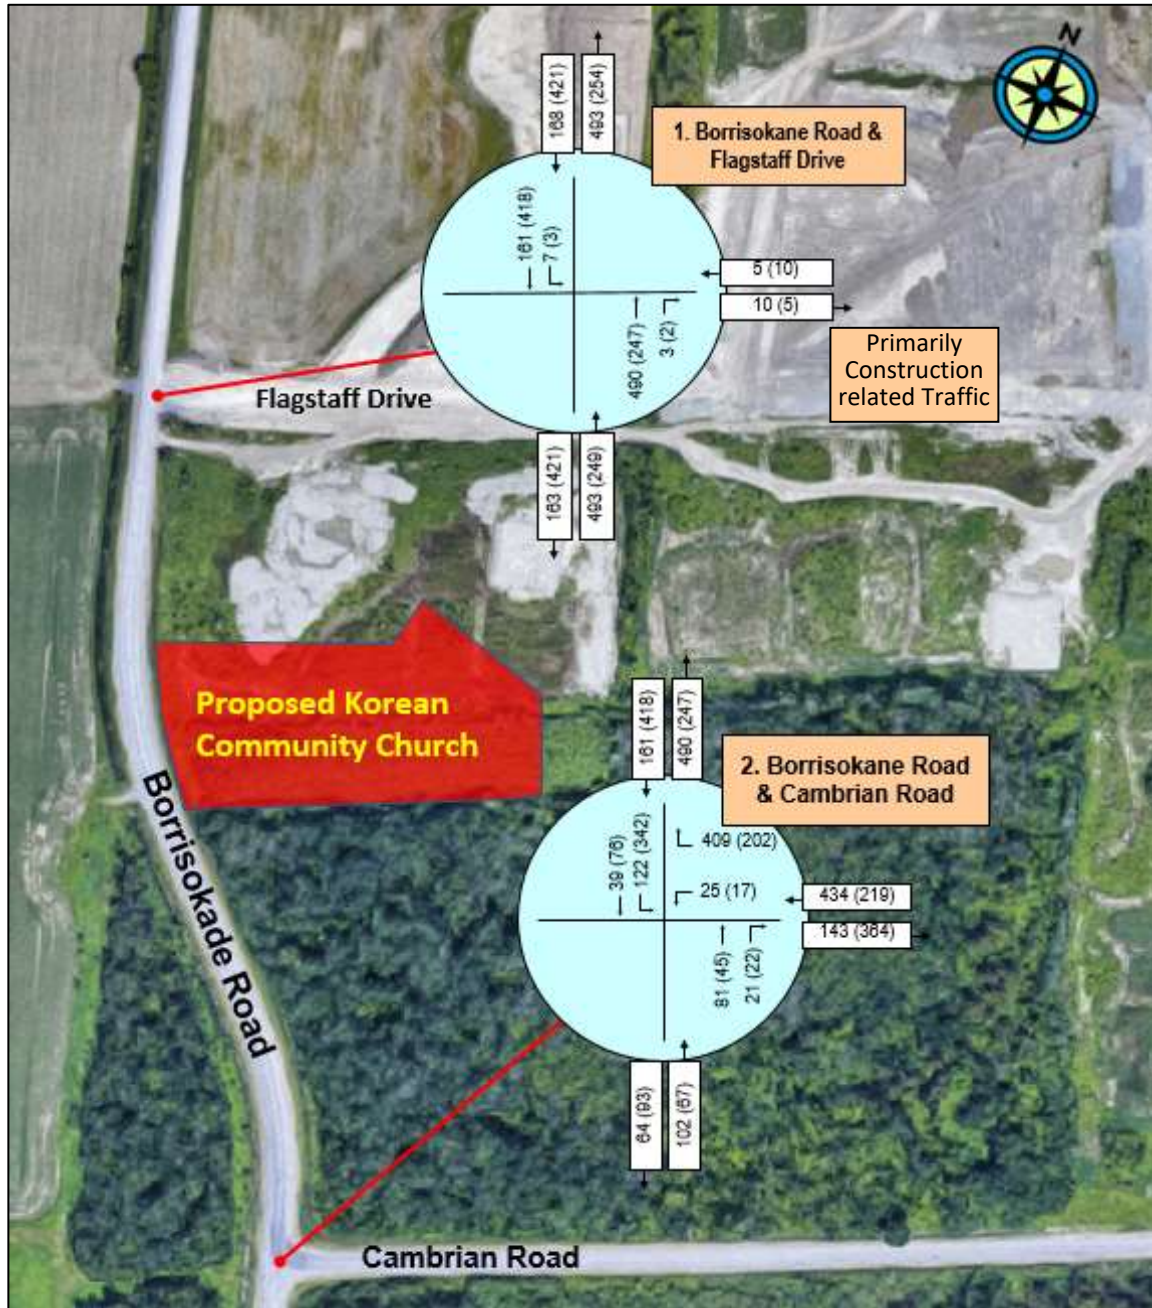 N
168 (421)
493 (254)
1. Borrisokane Road &
Flagstaff Drive
161 (418)
7 (3)
5 (10)
10 (5)
490 (247)
3 (2)
Primarily
Construction
related Traffic
Flagstaff Drive
163 (421)
493 (249)
Proposed Korean
Community Church
161 (418)
490 (247)
2. Borrisokane Road
& Cambrian Road
39 (76)
122 (342)
409 (202)
25 (17)
434 (219)
143 (364)
81 (45)
21 (22)
Borrisokade Road
64 (93)
102 (67)
Cambrian Road